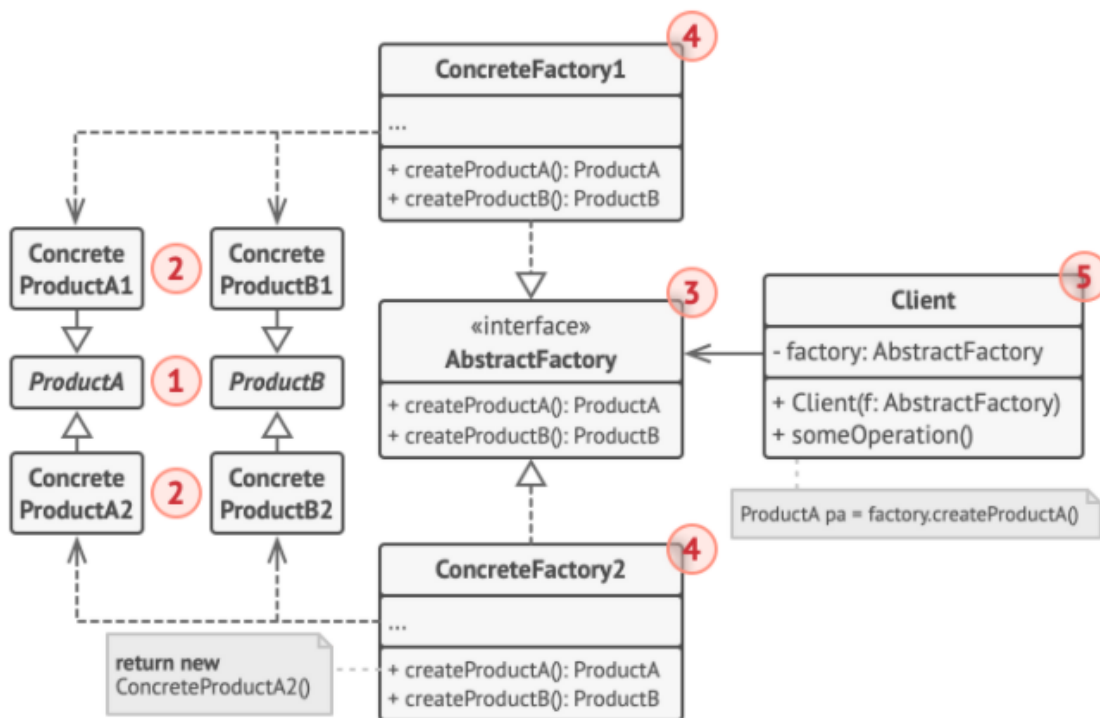 4
ConcreteFactory1
...
+ createProductA(): ProductA
+ createProductB(): ProductB
Concrete
ProductA1
2
Concrete
ProductB1
ProductA
1
ProductB
Concrete
ProductA2
2
Concrete
ProductB2
3
«interface»
AbstractFactory
+ createProductA(): ProductA
+ createProductB(): ProductB
5
Client
- factory: AbstractFactory
+ Client(f: AbstractFactory)
+ someOperation()
ProductA pa = factory.createProductA()
4
ConcreteFactory2
...
+ createProductA(): ProductA
+ createProductB(): ProductB
return new
ConcreteProductA2()